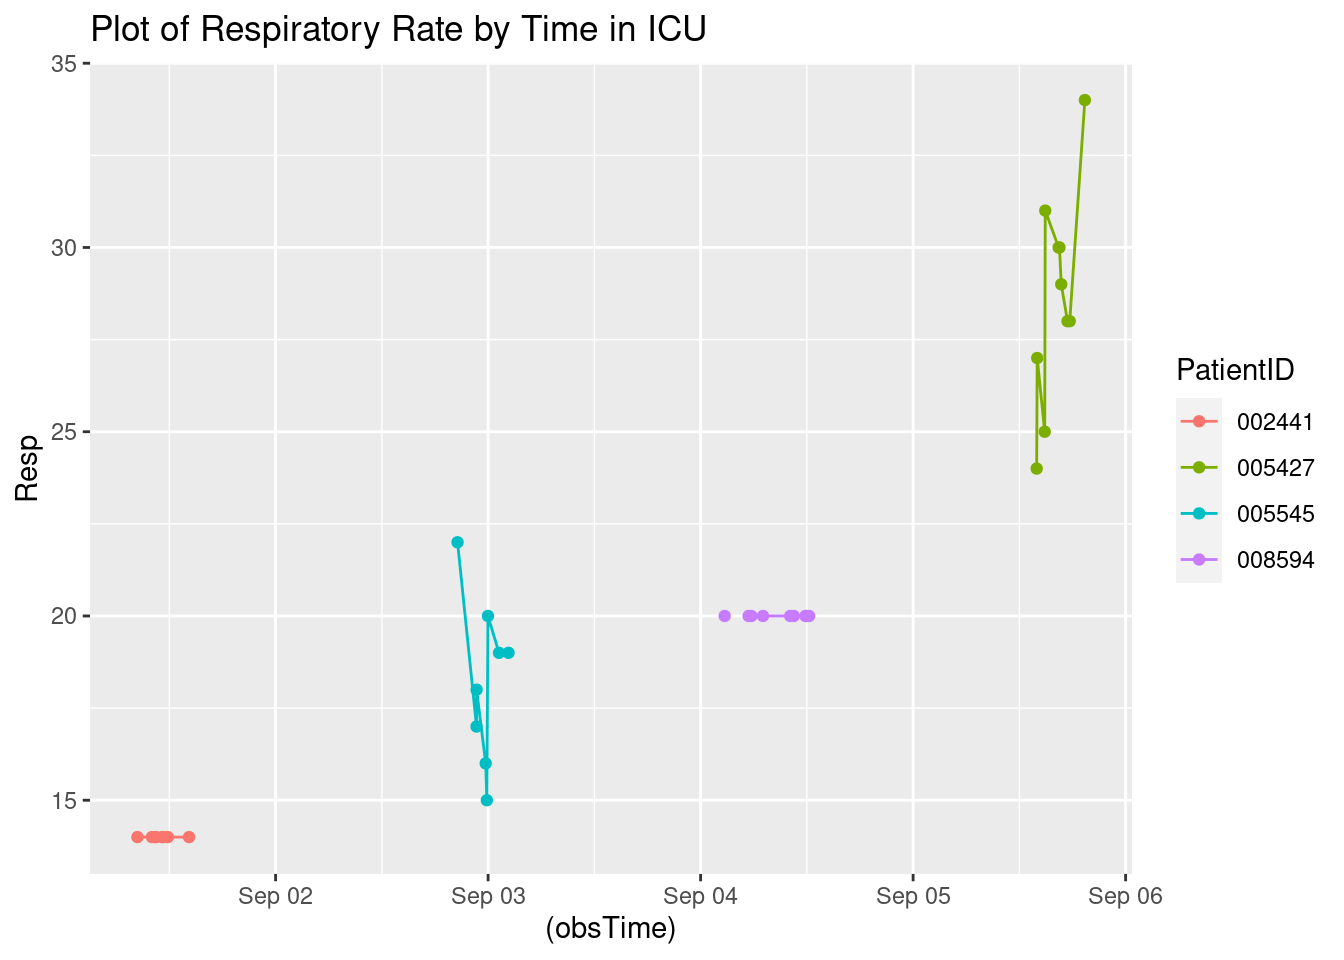 Plot of Respiratory Rate by Time in ICU
35
30
25
20
15
Resp
Sep 02 Sep 03 Sep 04 Sep 05 Sep 06
(obsTime)
PatientID
002441
005427
005545
008594